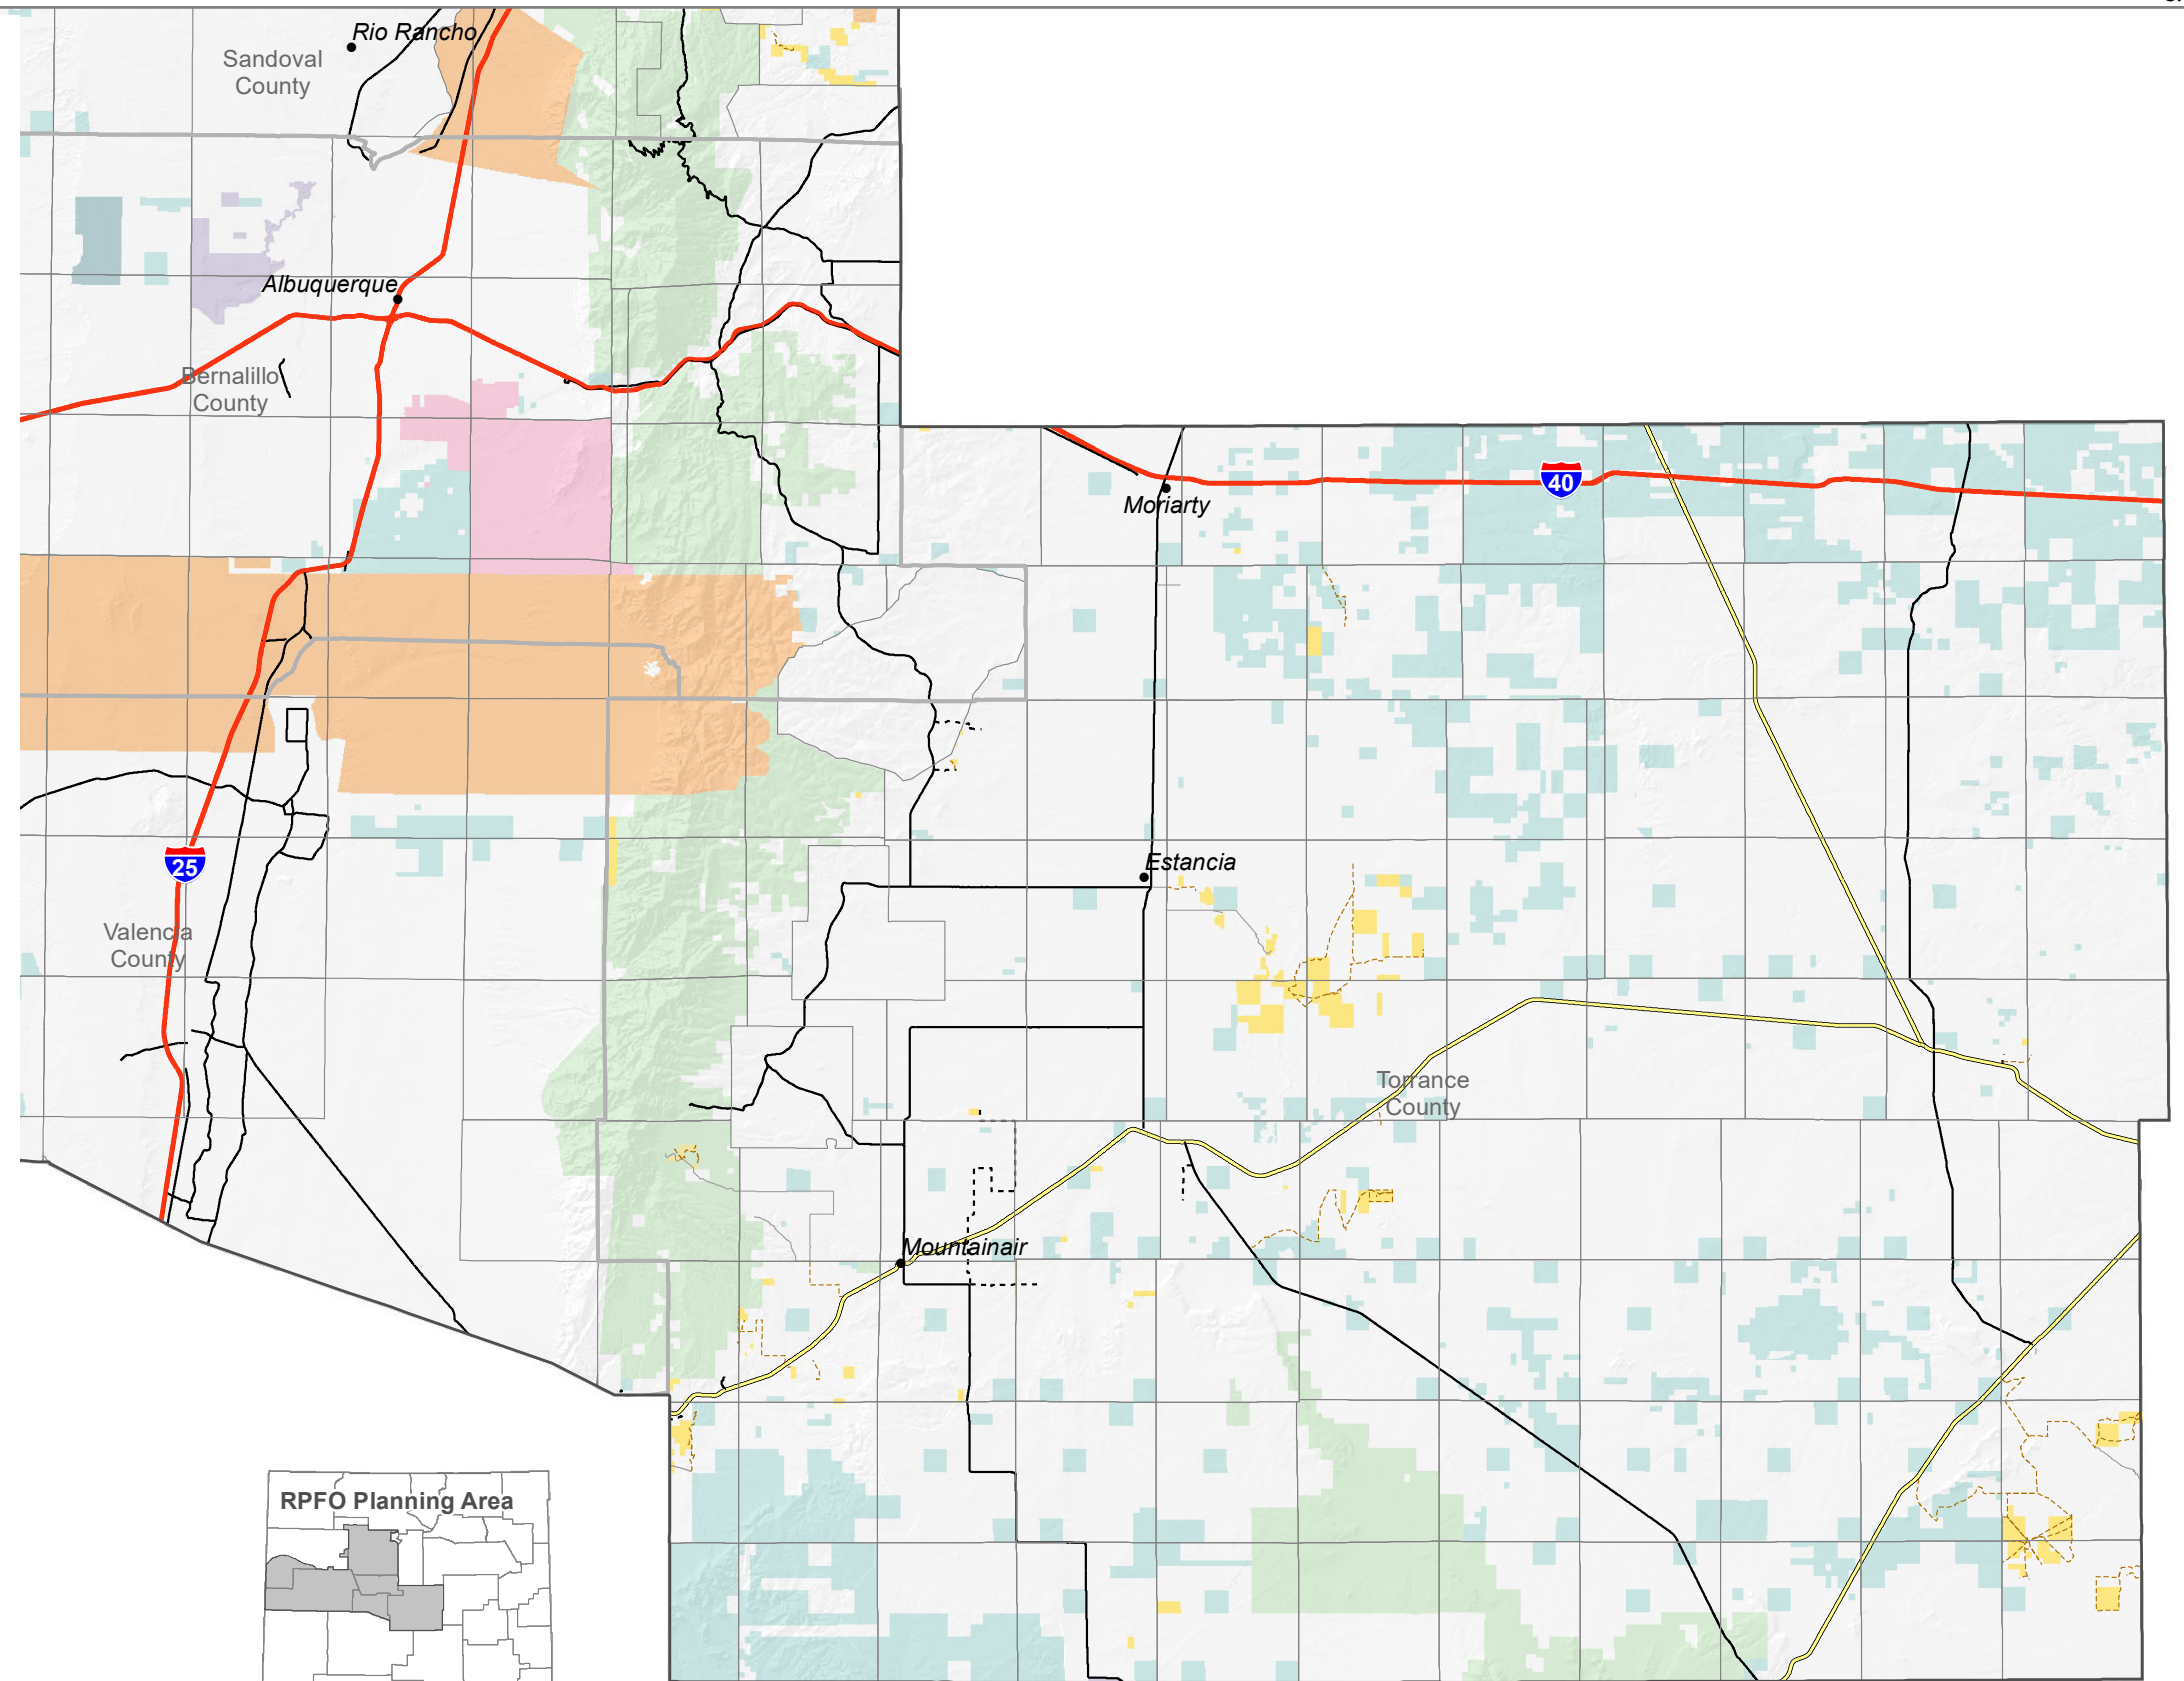 Rio Rancho
Sandoval
County
Albuquerque
Bernalillo
County
40
Moriarty
25
Estancia
Valencia
County
Torrance
County
Mountainair
RPFO Planning Area